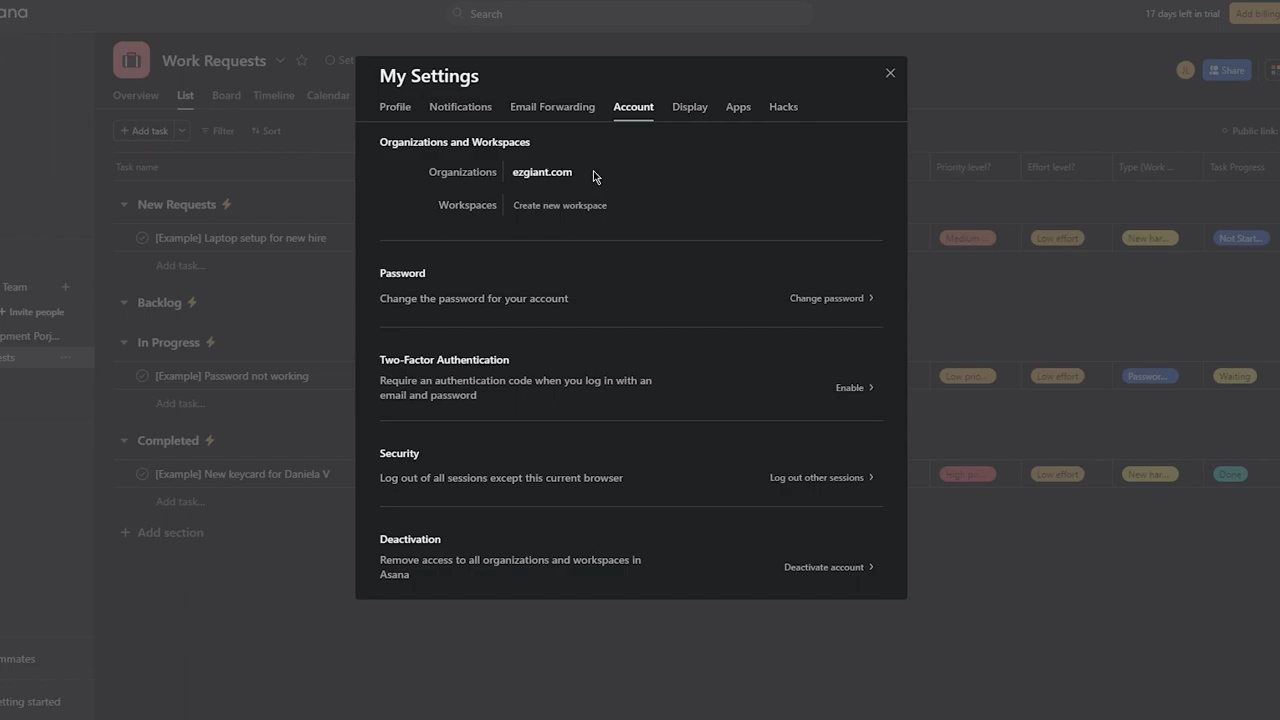 ana
Search
17 days left in trial
Add billing
Work Requests
Set
Share
Overview
List
Board
Timeline
Calendar
+ Add task
Filter
Sort
Public link:
Task name
Priority level?
Effort level?
Type (Work ...
Task Progress
New Requests
[Example] Laptop setup for new hire
Medium ...
Low effort
New har...
Not Start...
Add task...
Team +
+ Invite people
pment Porj...
ests
...
Backlog
In Progress
[Example] Password not working
Low prio...
Low effort
Passwor...
Waiting
Add task...
Completed
[Example] New keycard for Daniela V
High pri...
Low effort
New har...
Done
Add task...
+ Add section
mmates
etting started
My Settings
Profile
Notifications
Email Forwarding
Account
Display
Apps
Hacks
Organizations and Workspaces
Organizations
ezgiant.com
Workspaces
Create new workspace
Password
Change the password for your account
Change password
Two-Factor Authentication
Require an authentication code when you log in with an
email and password
Enable
Security
Log out of all sessions except this current browser
Log out other sessions
Deactivation
Remove access to all organizations and workspaces in
Asana
Deactivate account